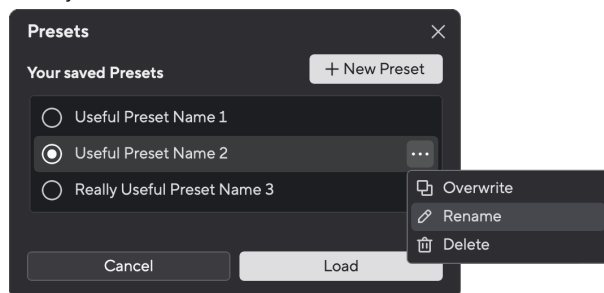 Presets
Your saved Presets
+ New Preset
Useful Preset Name 1
Useful Preset Name 2
Really Useful Preset Name 3
Overwrite
Rename
Delete
Cancel
Load